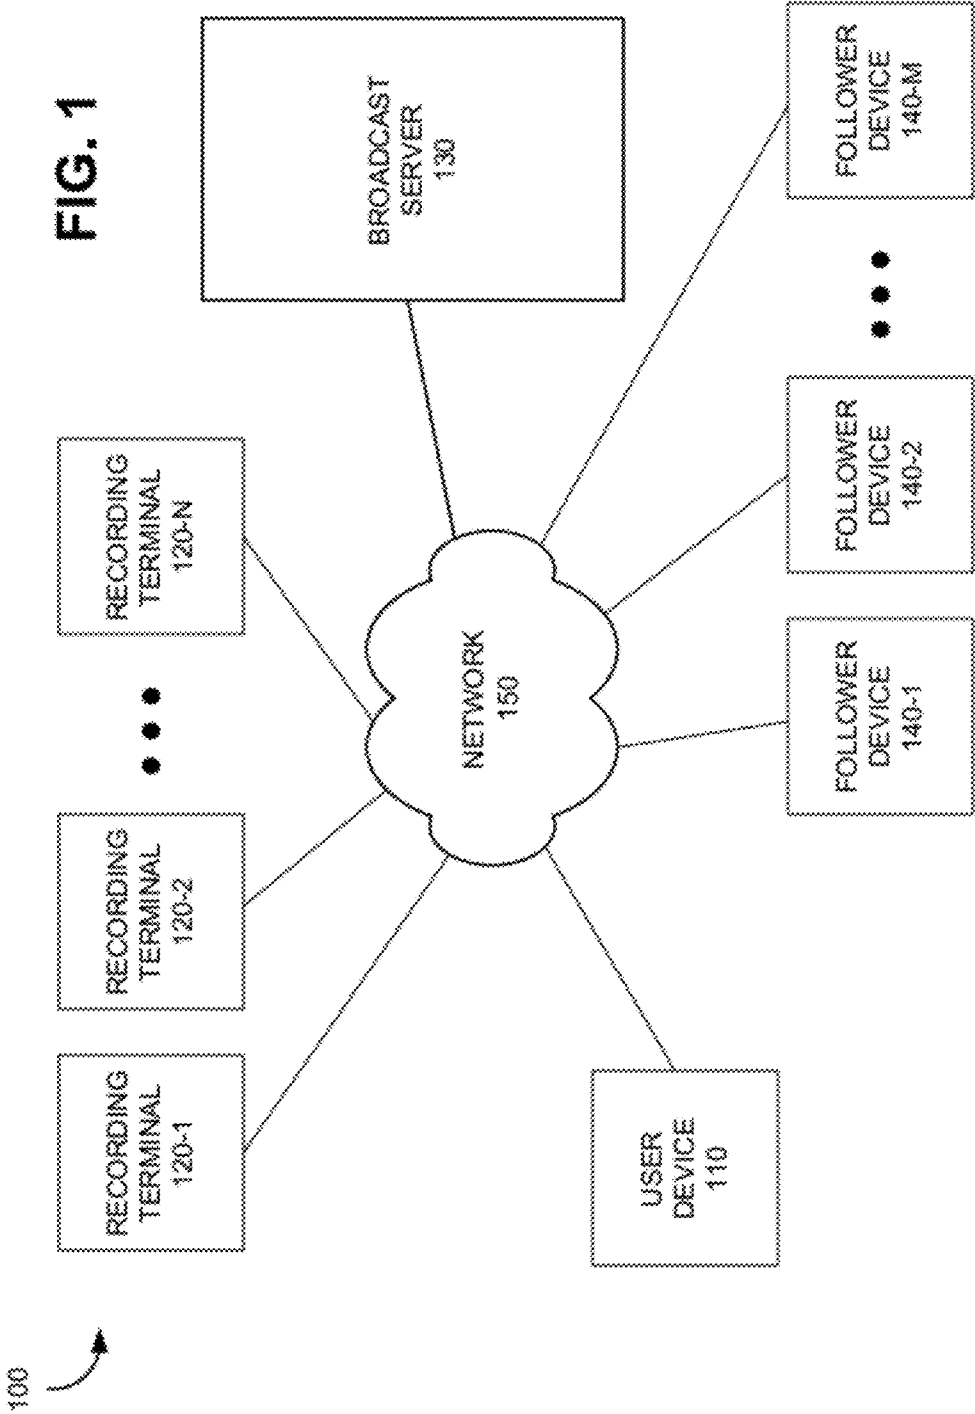 FIG. 1
100
RECORDING
TERMINAL
120-1
RECORDING
TERMINAL
120-2
RECORDING
TERMINAL
120-N
BROADCAST
SERVER
130
NETWORK
150
USER
DEVICE
110
FOLLOWER
DEVICE
140-1
FOLLOWER
DEVICE
140-2
FOLLOWER
DEVICE
140-M